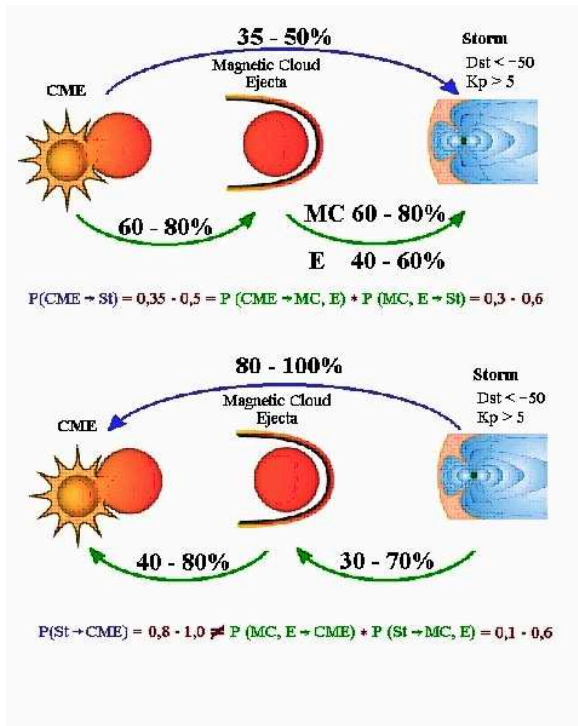 35 - 50%
Storm
Magnetic Cloud
Ejecta
Dst < −50
Kp > 5
CME
60 - 80%
MC 60 - 80%
E 40 - 60%
P(CME → St) = 0,35 - 0,5 = P (CME → MC, E) * P (MC, E → St) = 0,3 - 0,6
80 - 100%
Storm
Magnetic Cloud
Ejecta
Dst < −50
Kp > 5
CME
40 - 80%
30 - 70%
P(St → CME) = 0,8 - 1,0 ≠ P (MC, E → CME) * P (St → MC, E) = 0,1 - 0,6